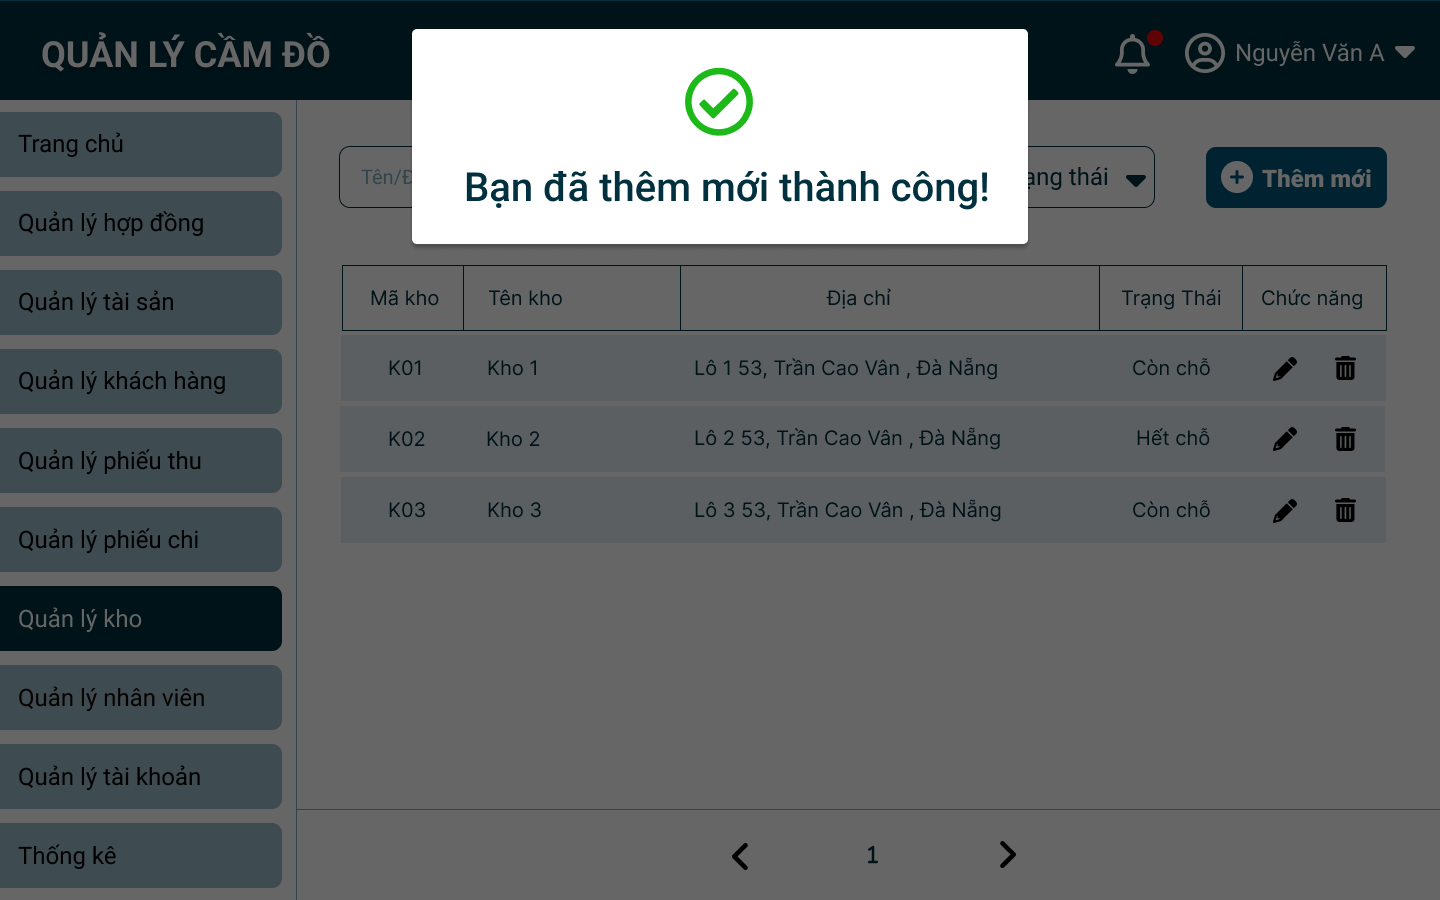 QUẢN LÝ CẦM ĐỒ
Nguyễn Văn A
Bạn đã thêm mới thành công!
Trang chủ
Quản lý hợp đồng
Quản lý tài sản
Quản lý khách hàng
Quản lý phiếu thu
Quản lý phiếu chi
Quản lý kho
Quản lý nhân viên
Quản lý tài khoản
Thống kê
Tên/Đ
ạng thái
Thêm mới
Mã kho Tên kho Địa chỉ Trạng Thái Chức năng
K01 Kho 1 Lô 1 53, Trần Cao Vân , Đà Nẵng Còn chỗ
K02 Kho 2 Lô 2 53, Trần Cao Vân , Đà Nẵng Hết chỗ
K03 Kho 3 Lô 3 53, Trần Cao Vân , Đà Nẵng Còn chỗ
1